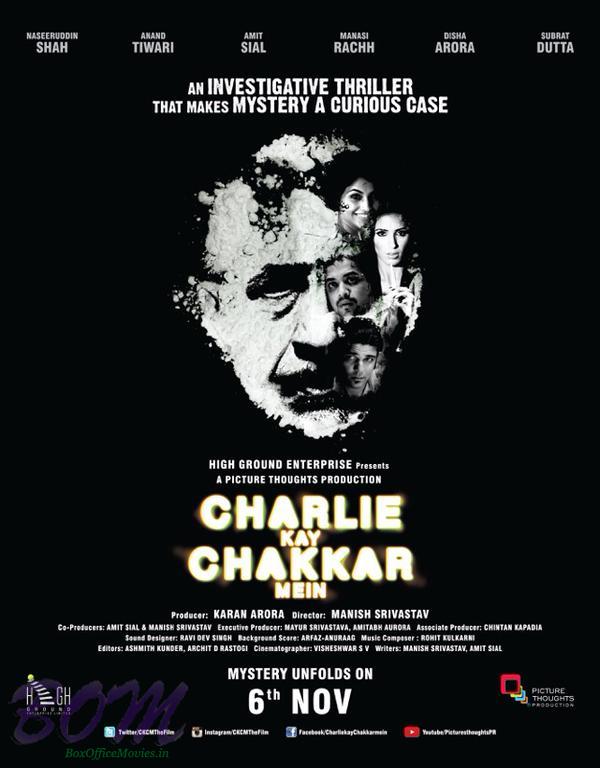 NASEERUDDIN SHAH
ANAND TIWARI
AMIT SIAL
MANASI RACHH
DISHA ARORA
SUBRAT DUTTA
AN INVESTIGATIVE THRILLER
THAT MAKES MYSTERY A CURIOUS CASE
HIGH GROUND ENTERPRISE Presents
A PICTURE THOUGHTS PRODUCTION
CHARLIE
KAY
CHAKKAR
MEIN
Producer: KARAN ARORA Director: MANISH SRIVASTAV
Co-Producers: AMIT SIAL & MANISH SRIVASTAV Executive Producer: MAYUR SRIVASTAVA, AMITABH AURORA Associate Producer: CHINTAN KAPADIA
Sound Designer: RAVI DEV SINGH Background Score: ARFAZ-ANURAAG Music Composer : ROHIT KULKARNI
Editors: ASHMITH KUNDER, ARCHIT D RASTOGI Cinematographer: VISHESHWAR S V Writers: MANISH SRIVASTAV, AMIT SIAL
MYSTERY UNFOLDS ON
6th NOV
HIGH
GROUND
ENTERPRISE LIMITED
BOM
BoxOfficeMovies.in
PICTURE
THOUGHTS
PRODUCTION
Twitter/CKCMTheFilm
Instagram/CKCMTheFilm
Facebook/CharliekayChakkarmein
Youtube/PicturesthoughtsPR